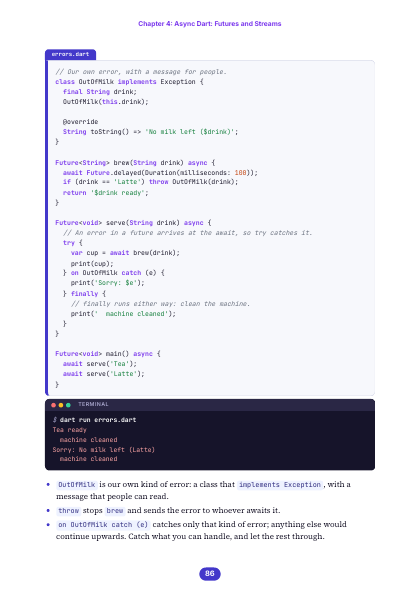 Chapter 4: Async Dart: Futures and Streams
errors.dart
// Our own error, with a message for people.
class OutOfMilk implements Exception {
  final String drink;
  OutOfMilk(this.drink);

  @override
  String toString() => 'No milk left ($drink)';
}

Future<String> brew(String drink) async {
  await Future.delayed(Duration(milliseconds: 100));
  if (drink == 'Latte') throw OutOfMilk(drink);
  return '$drink ready';
}

Future<void> serve(String drink) async {
  // An error in a future arrives at the await, so try catches it.
  try {
    var cup = await brew(drink);
    print(cup);
  } on OutOfMilk catch (e) {
    print('Sorry: $e');
  } finally {
    // finally runs either way: clean the machine.
    print('  machine cleaned');
  }
}

Future<void> main() async {
  await serve('Tea');
  await serve('Latte');
}
TERMINAL
$ dart run errors.dart
Tea ready
  machine cleaned
Sorry: No milk left (Latte)
  machine cleaned
• OutOfMilk is our own kind of error: a class that implements Exception, with a
message that people can read.
• throw stops brew and sends the error to whoever awaits it.
• on OutOfMilk catch (e) catches only that kind of error; anything else would
continue upwards. Catch what you can handle, and let the rest through.
86